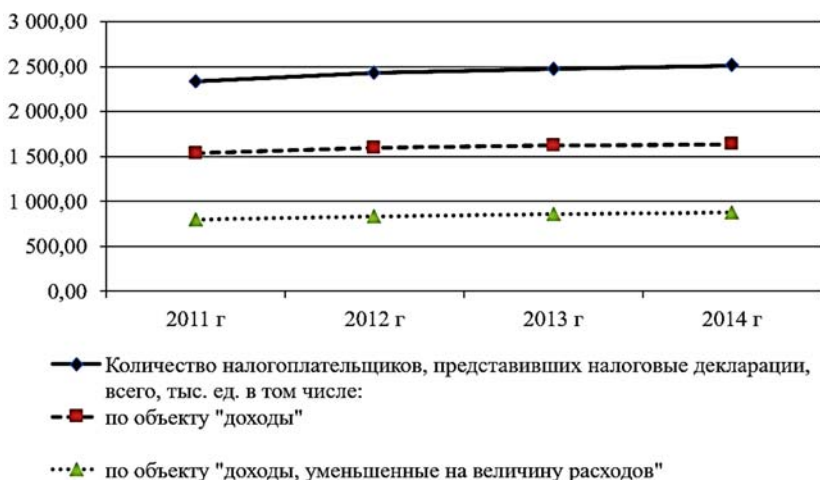 3 000,00
2 500,00
2 000,00
1 500,00
1 000,00
500,00
0,00
2011 г 2012 г 2013 г 2014 г
Количество налогоплательщиков, представивших налоговые декларации,
всего, тыс. ед. в том числе:
по объекту "доходы"
по объекту "доходы, уменьшенные на величину расходов"